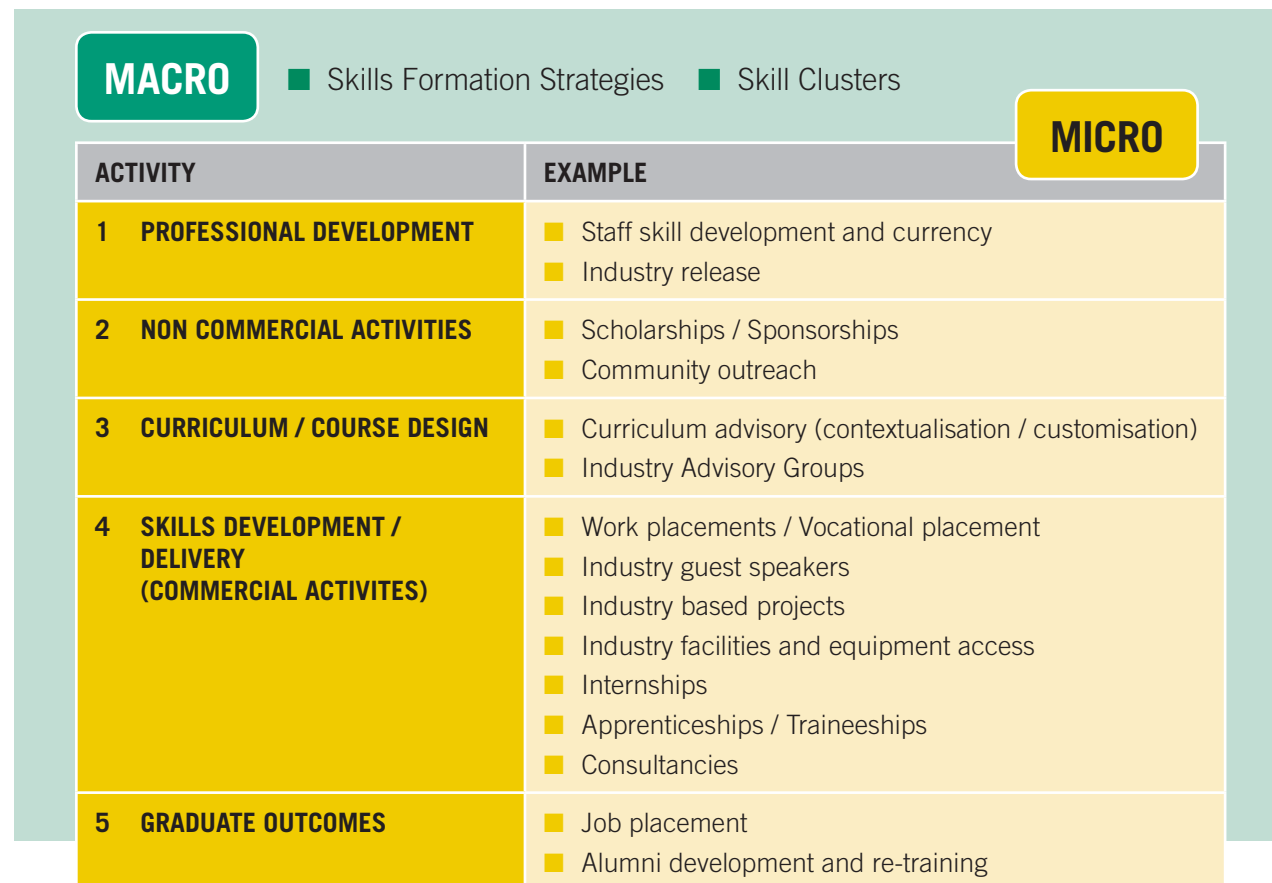 MACRO
Skills Formation Strategies
Skill Clusters
MICRO
ACTIVITY
EXAMPLE
1 PROFESSIONAL DEVELOPMENT
Staff skill development and currency
Industry release
2 NON COMMERCIAL ACTIVITIES
Scholarships / Sponsorships
Community outreach
3 CURRICULUM / COURSE DESIGN
Curriculum advisory (contextualisation / customisation)
Industry Advisory Groups
4 SKILLS DEVELOPMENT /
DELIVERY
(COMMERCIAL ACTIVITES)
Work placements / Vocational placement
Industry guest speakers
Industry based projects
Industry facilities and equipment access
Internships
Apprenticeships / Traineeships
Consultancies
5 GRADUATE OUTCOMES
Job placement
Alumni development and re-training